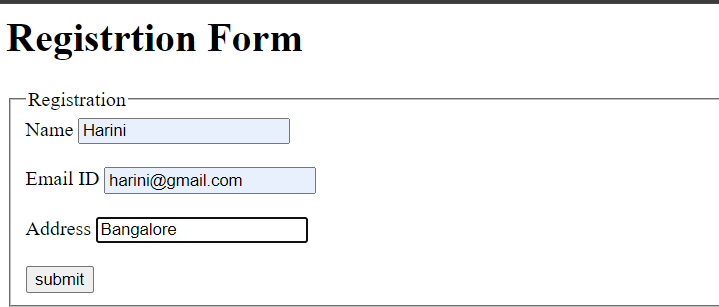 Registrtion Form
Registration
Name Harini
Email ID harini@gmail.com
Address Bangalore
submit